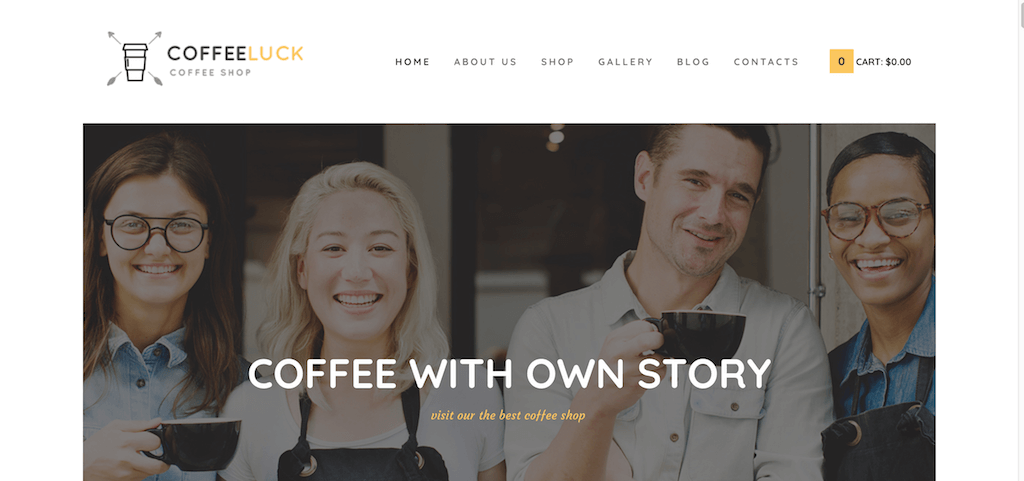 COFFEELUCK
COFFEE SHOP
HOME ABOUT US SHOP GALLERY BLOG CONTACTS 0 CART: $0.00
COFFEE WITH OWN STORY
visit our the best coffee shop